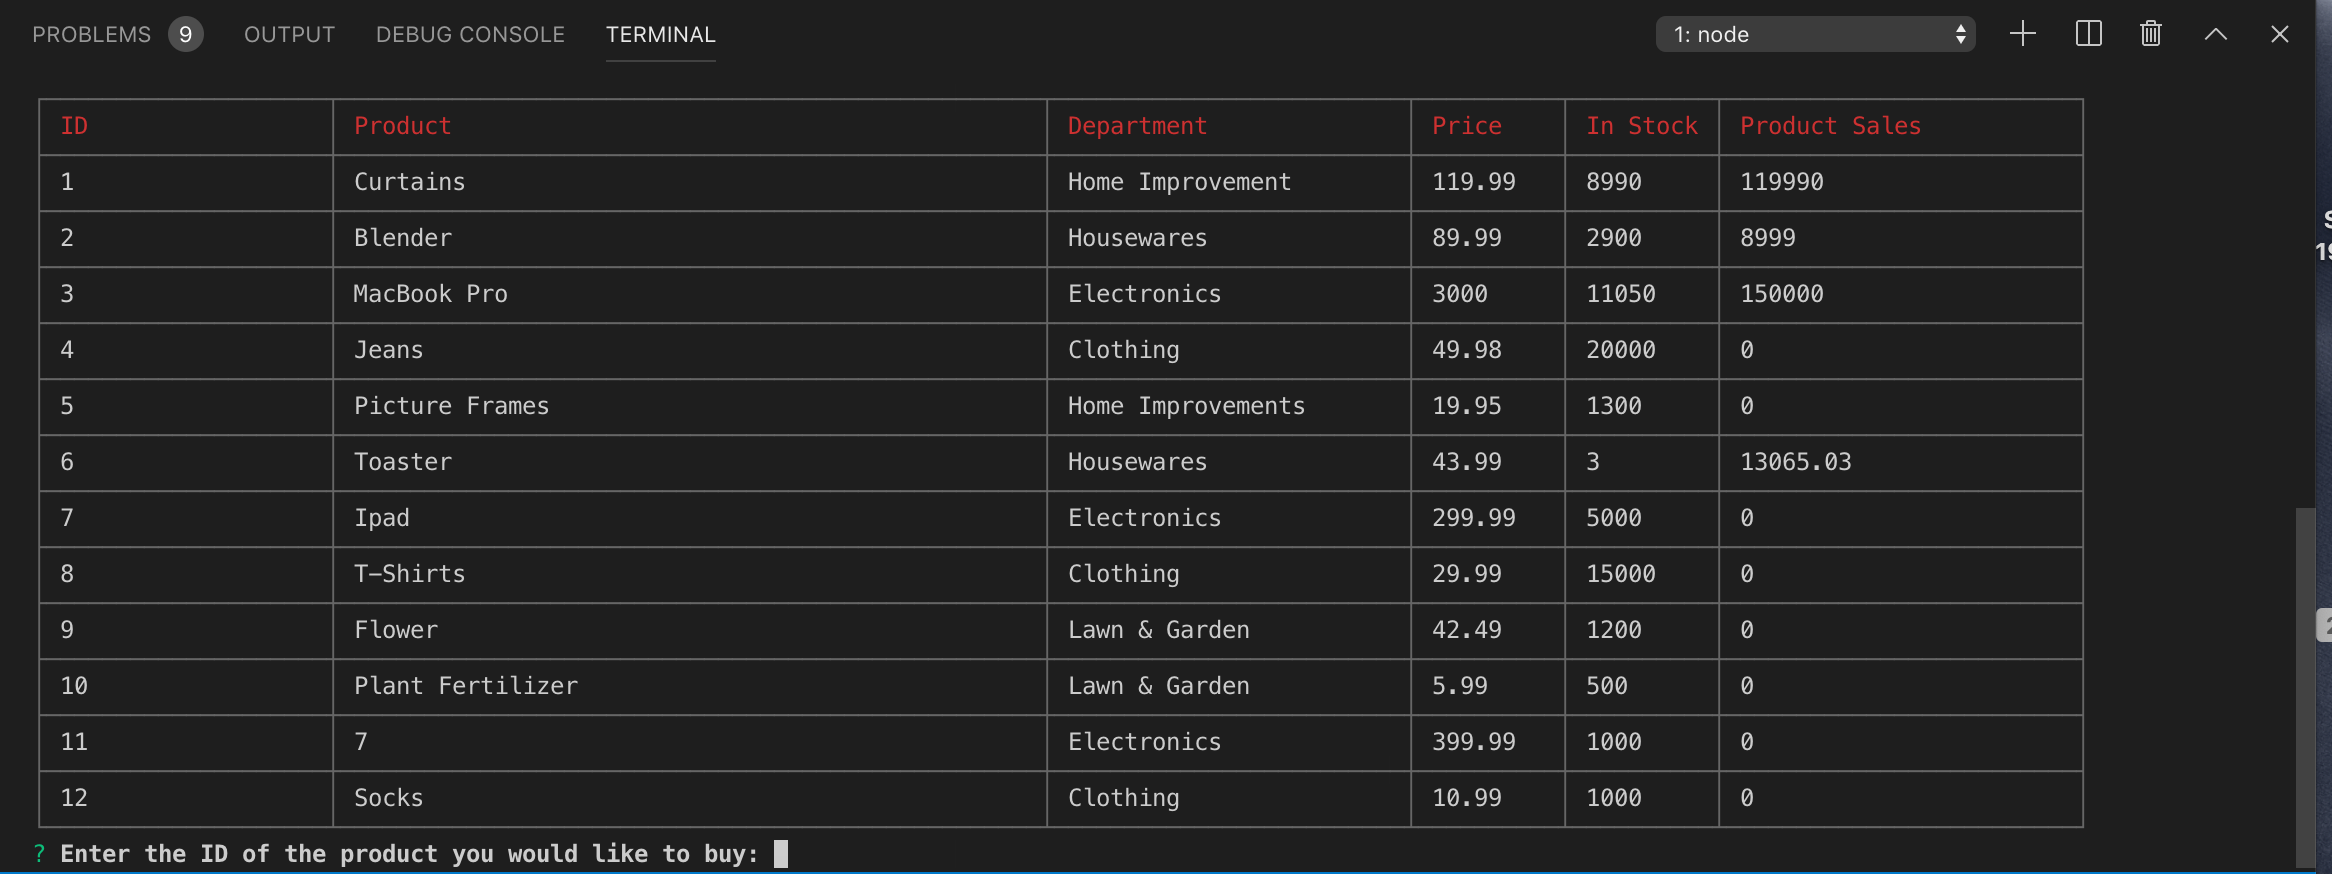 PROBLEMS 9 OUTPUT DEBUG CONSOLE TERMINAL 1: node
ID Product Department Price In Stock Product Sales
1 Curtains Home Improvement 119.99 8990 119990
2 Blender Housewares 89.99 2900 8999
3 MacBook Pro Electronics 3000 11050 150000
4 Jeans Clothing 49.98 20000 0
5 Picture Frames Home Improvements 19.95 1300 0
6 Toaster Housewares 43.99 3 13065.03
7 Ipad Electronics 299.99 5000 0
8 T-Shirts Clothing 29.99 15000 0
9 Flower Lawn & Garden 42.49 1200 0
10 Plant Fertilizer Lawn & Garden 5.99 500 0
11 7 Electronics 399.99 1000 0
12 Socks Clothing 10.99 1000 0
? Enter the ID of the product you would like to buy: